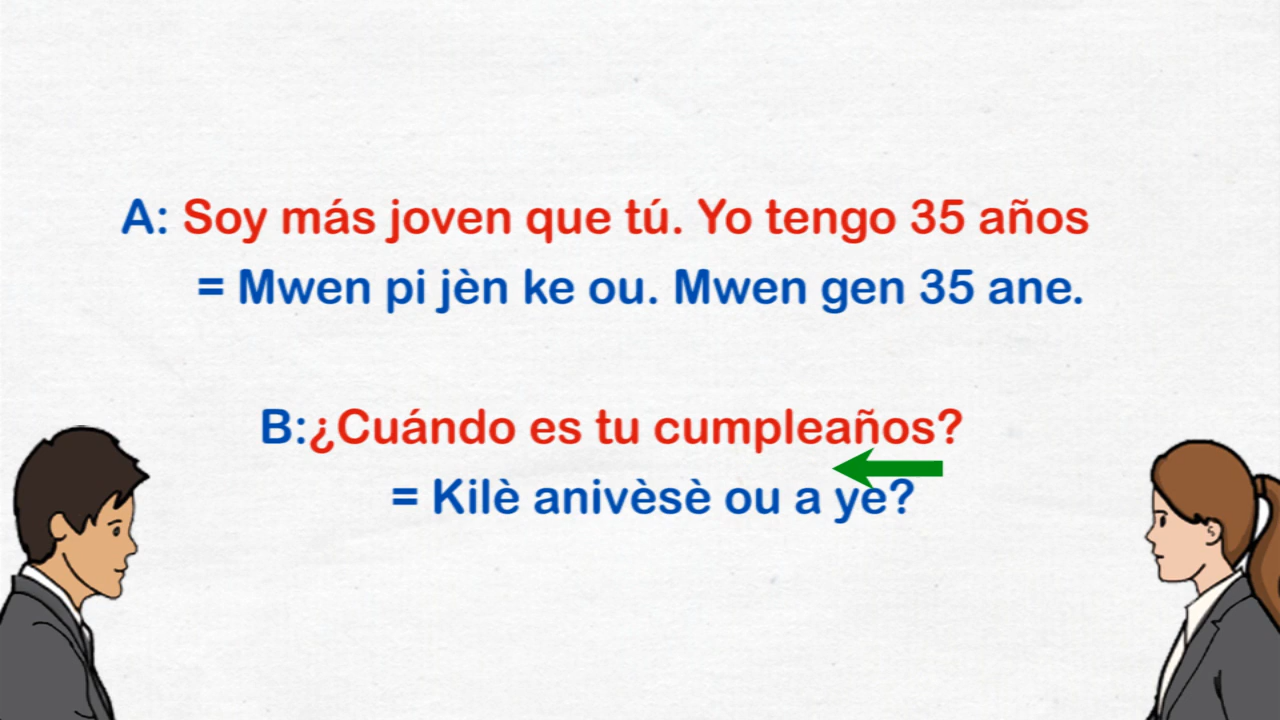 A: Soy más joven que tú. Yo tengo 35 años
= Mwen pi jèn ke ou. Mwen gen 35 ane.
B:¿Cuándo es tu cumpleaños?
= Kilè anivèsè ou a ye?